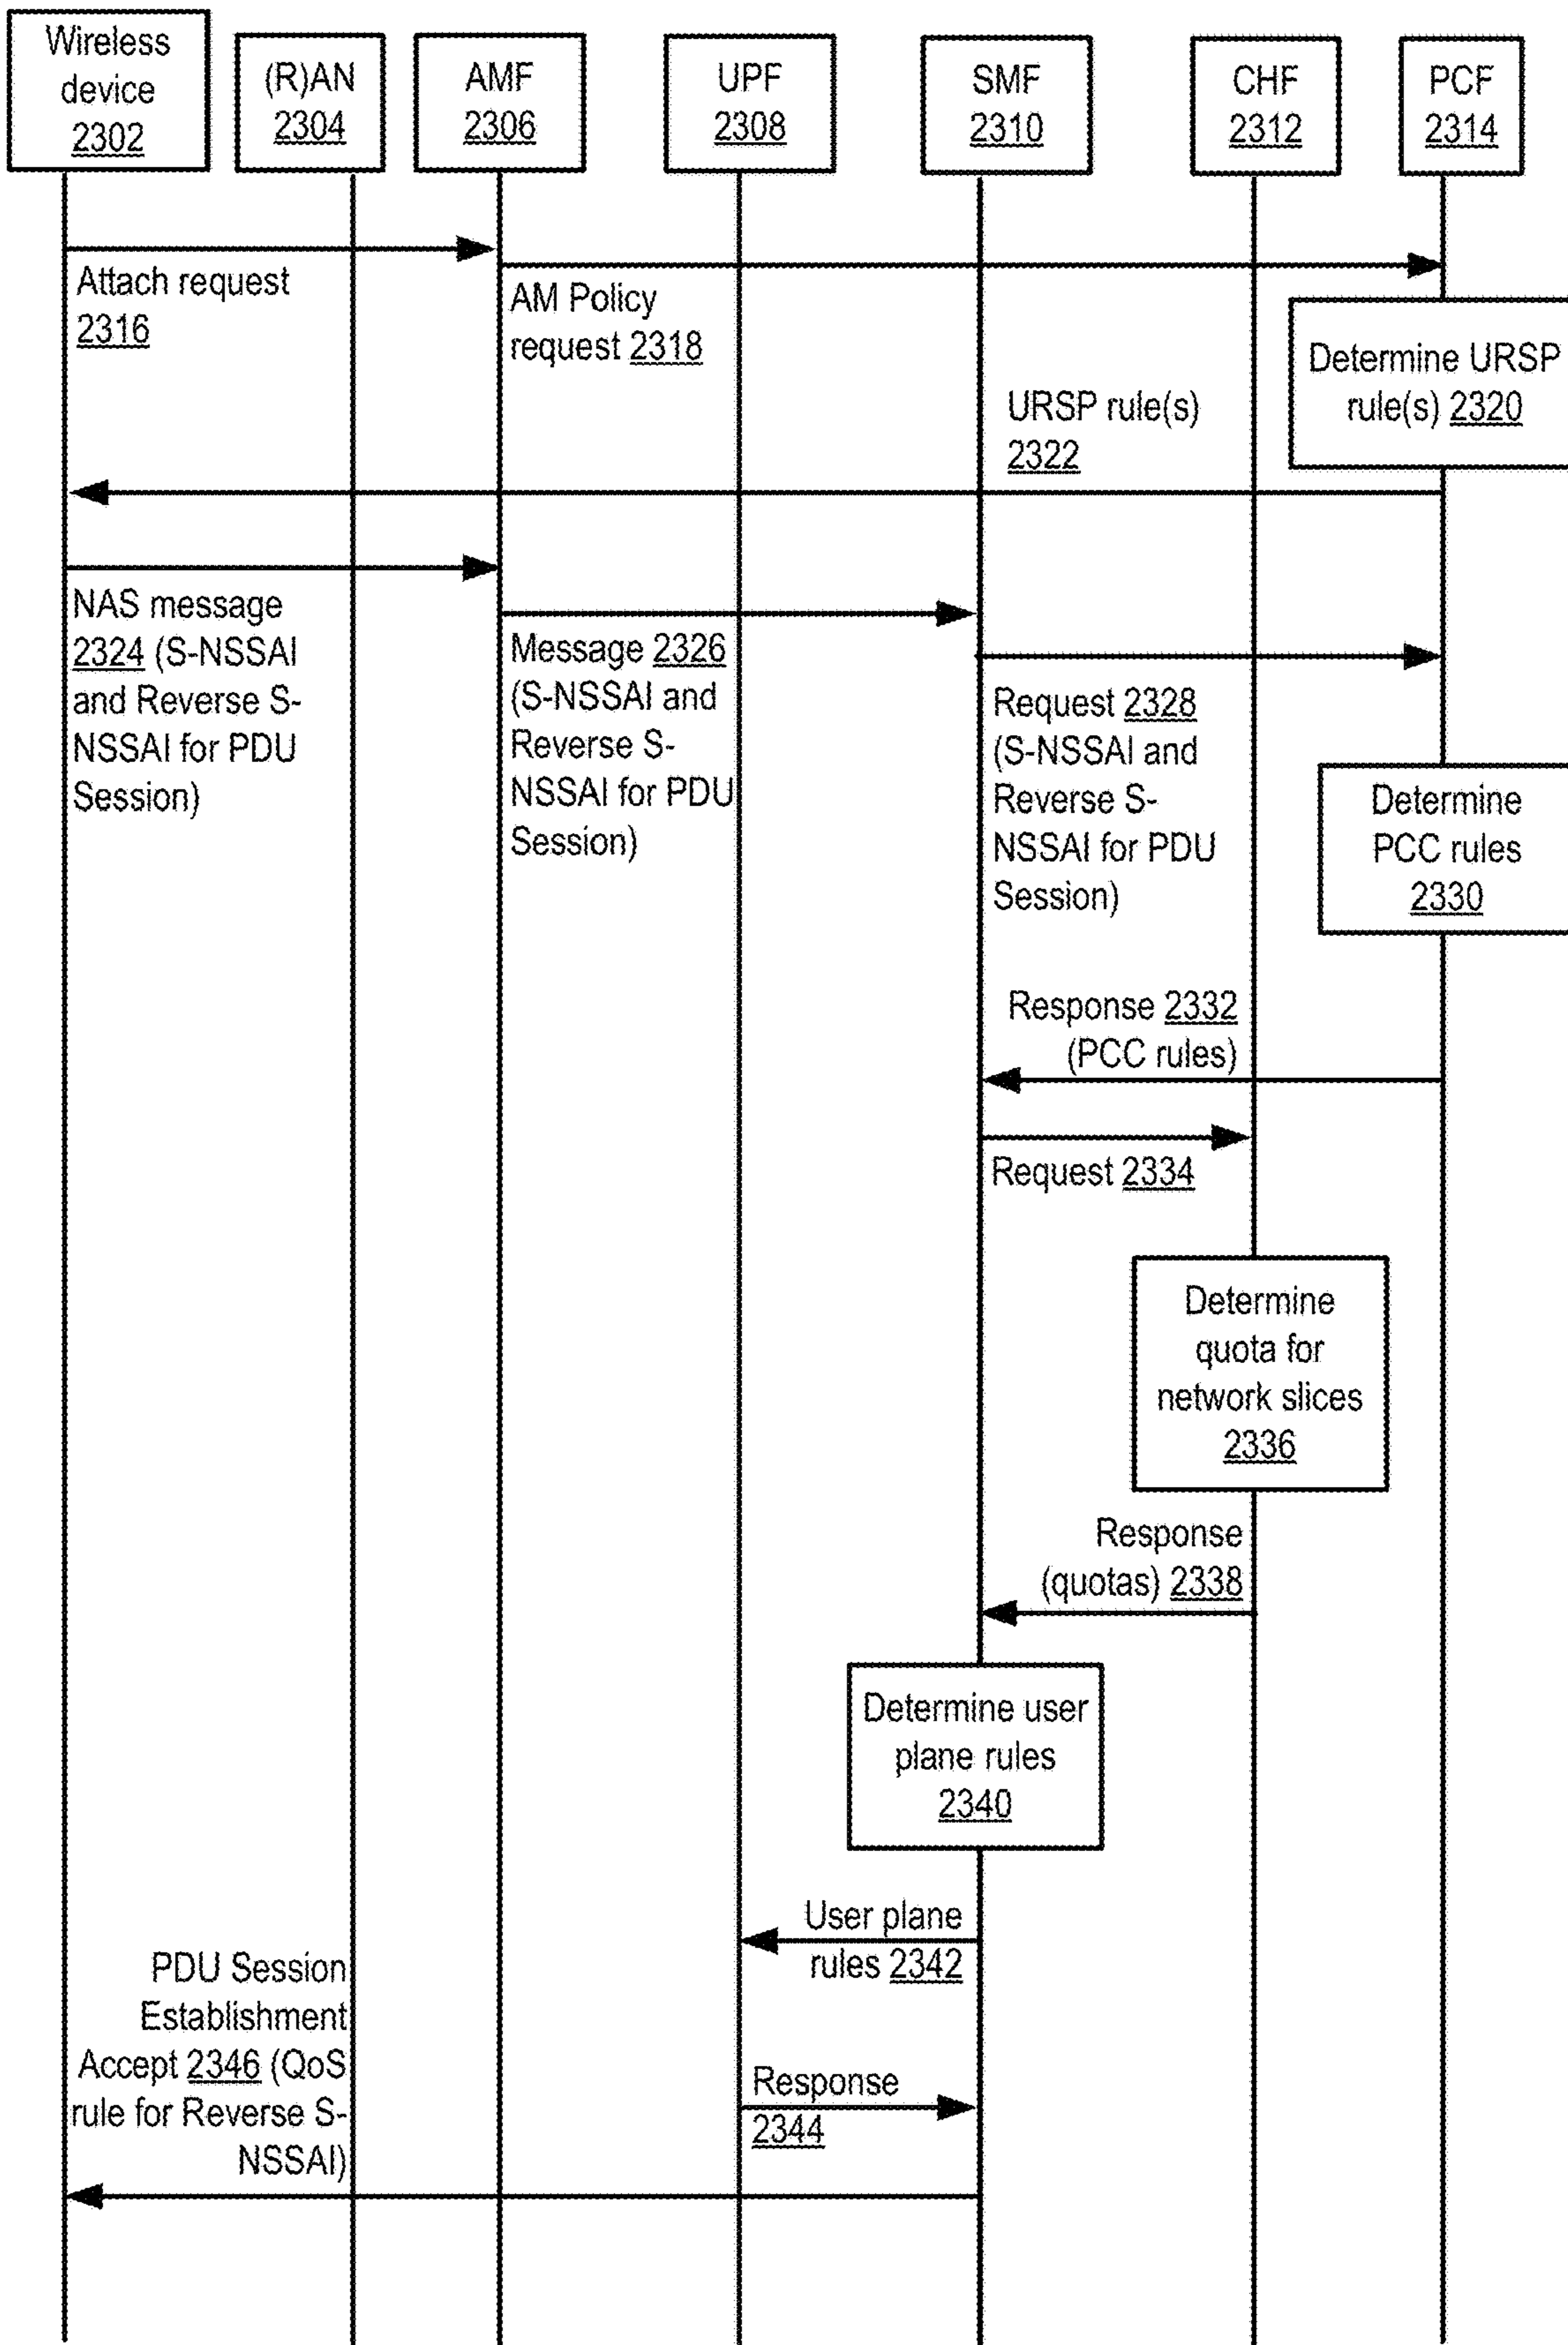 Wireless
device
2302
(R)AN
2304
AMF
2306
UPF
2308
SMF
2310
CHF
2312
PCF
2314
Attach request
2316
AM Policy
request 2318
Determine URSP
rule(s) 2320
URSP rule(s)
2322
NAS message
2324 (S-NSSAI
and Reverse S-
NSSAI for PDU
Session)
Message 2326
(S-NSSAI and
Reverse S-
NSSAI for PDU
Session)
Request 2328
(S-NSSAI and
Reverse S-
NSSAI for PDU
Session)
Determine
PCC rules
2330
Response 2332
(PCC rules)
Request 2334
Determine
quota for
network slices
2336
Response
(quotas) 2338
Determine user
plane rules
2340
User plane
rules 2342
Response
2344
PDU Session
Establishment
Accept 2346 (QoS
rule for Reverse S-
NSSAI)